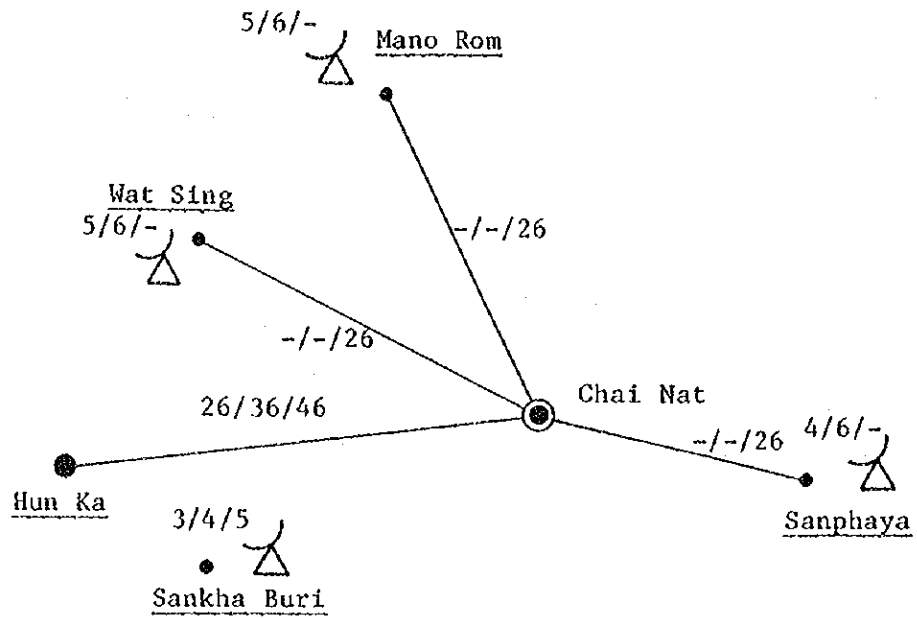 5/6/-
Mano Rom
Wat Sing
5/6/-
-/-/26
-/-/26
26/36/46
Chai Nat
-/-/26
4/6/-
Hun Ka
Sanphaya
3/4/5
Sankha Buri